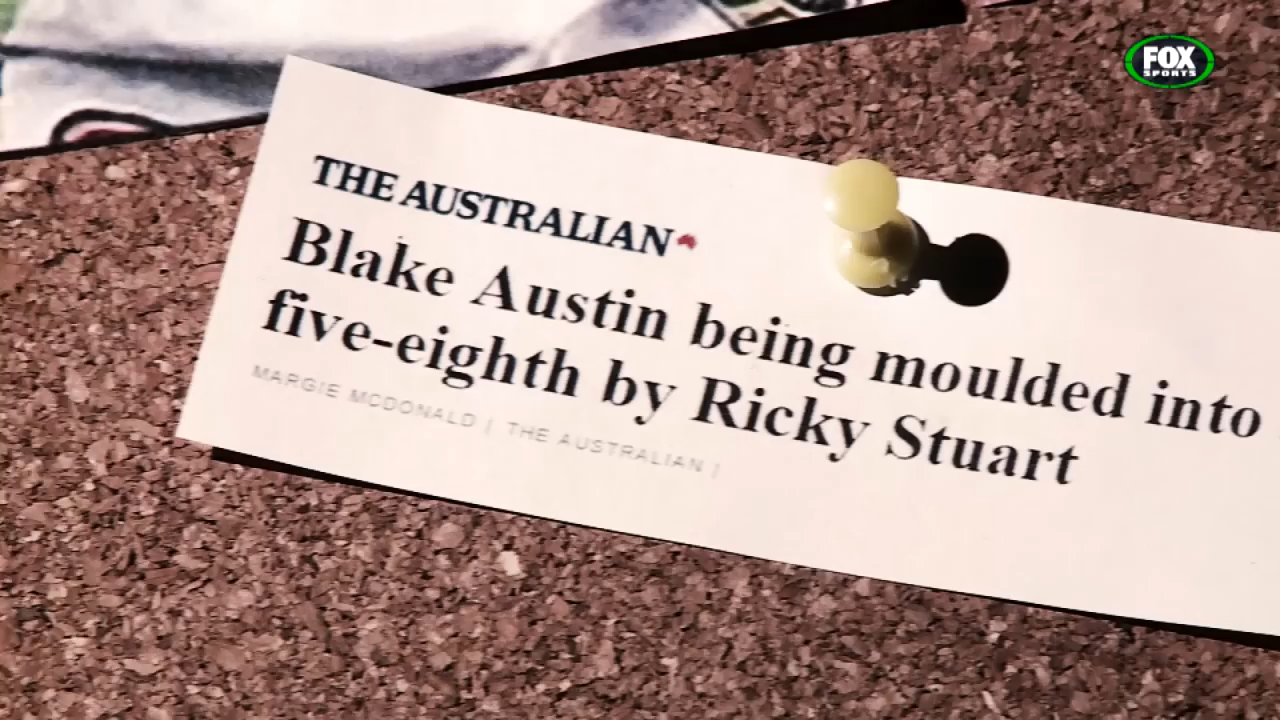 FOX
SPORTS
THE AUSTRALIAN
Blake Austin being moulded into
five-eighth by Ricky Stuart
MARGIE MCDONALD | THE AUSTRALIAN |